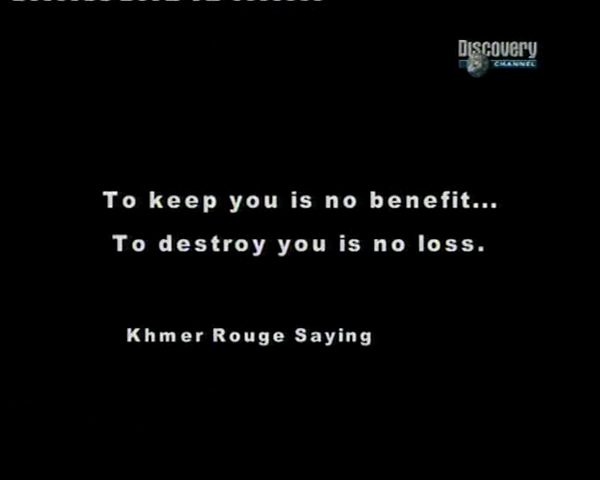 Discovery
CHANNEL
To keep you is no benefit...
To destroy you is no loss.
Khmer Rouge Saying